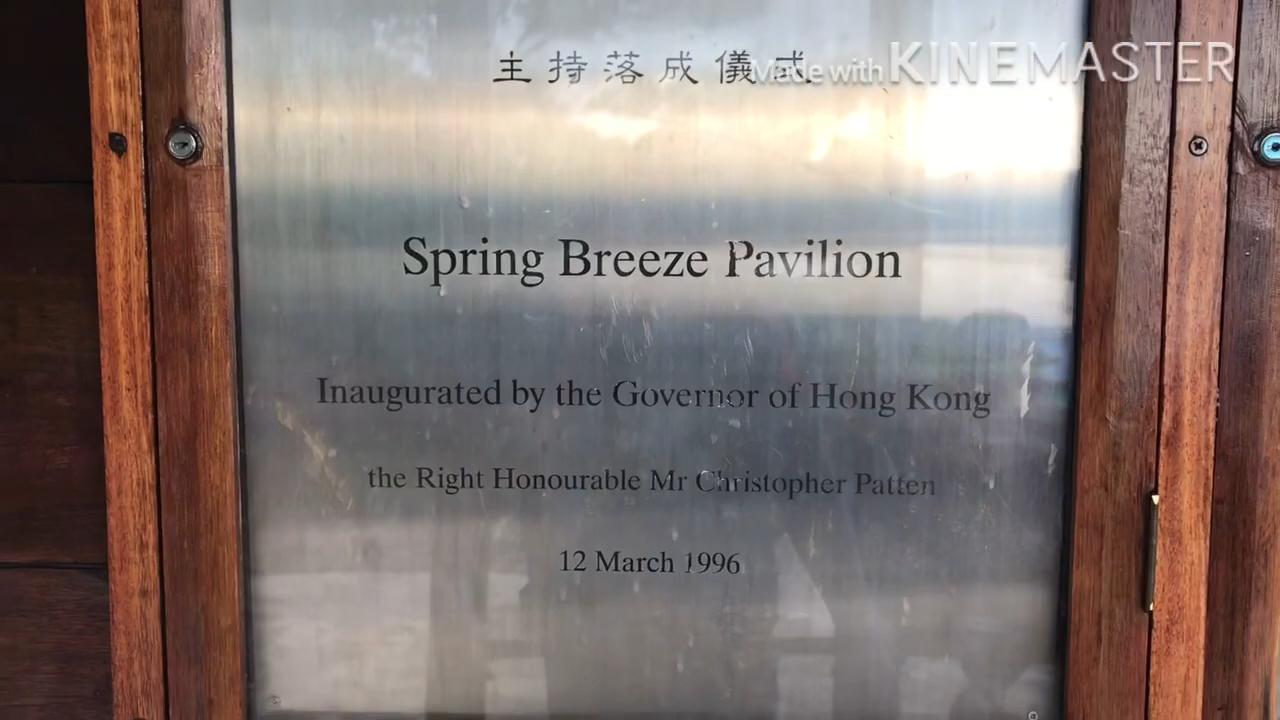 主持落成儀式
Made with KINEMASTER
Spring Breeze Pavilion
Inaugurated by the Governor of Hong Kong
the Right Honourable Mr Christopher Patten
12 March 1996